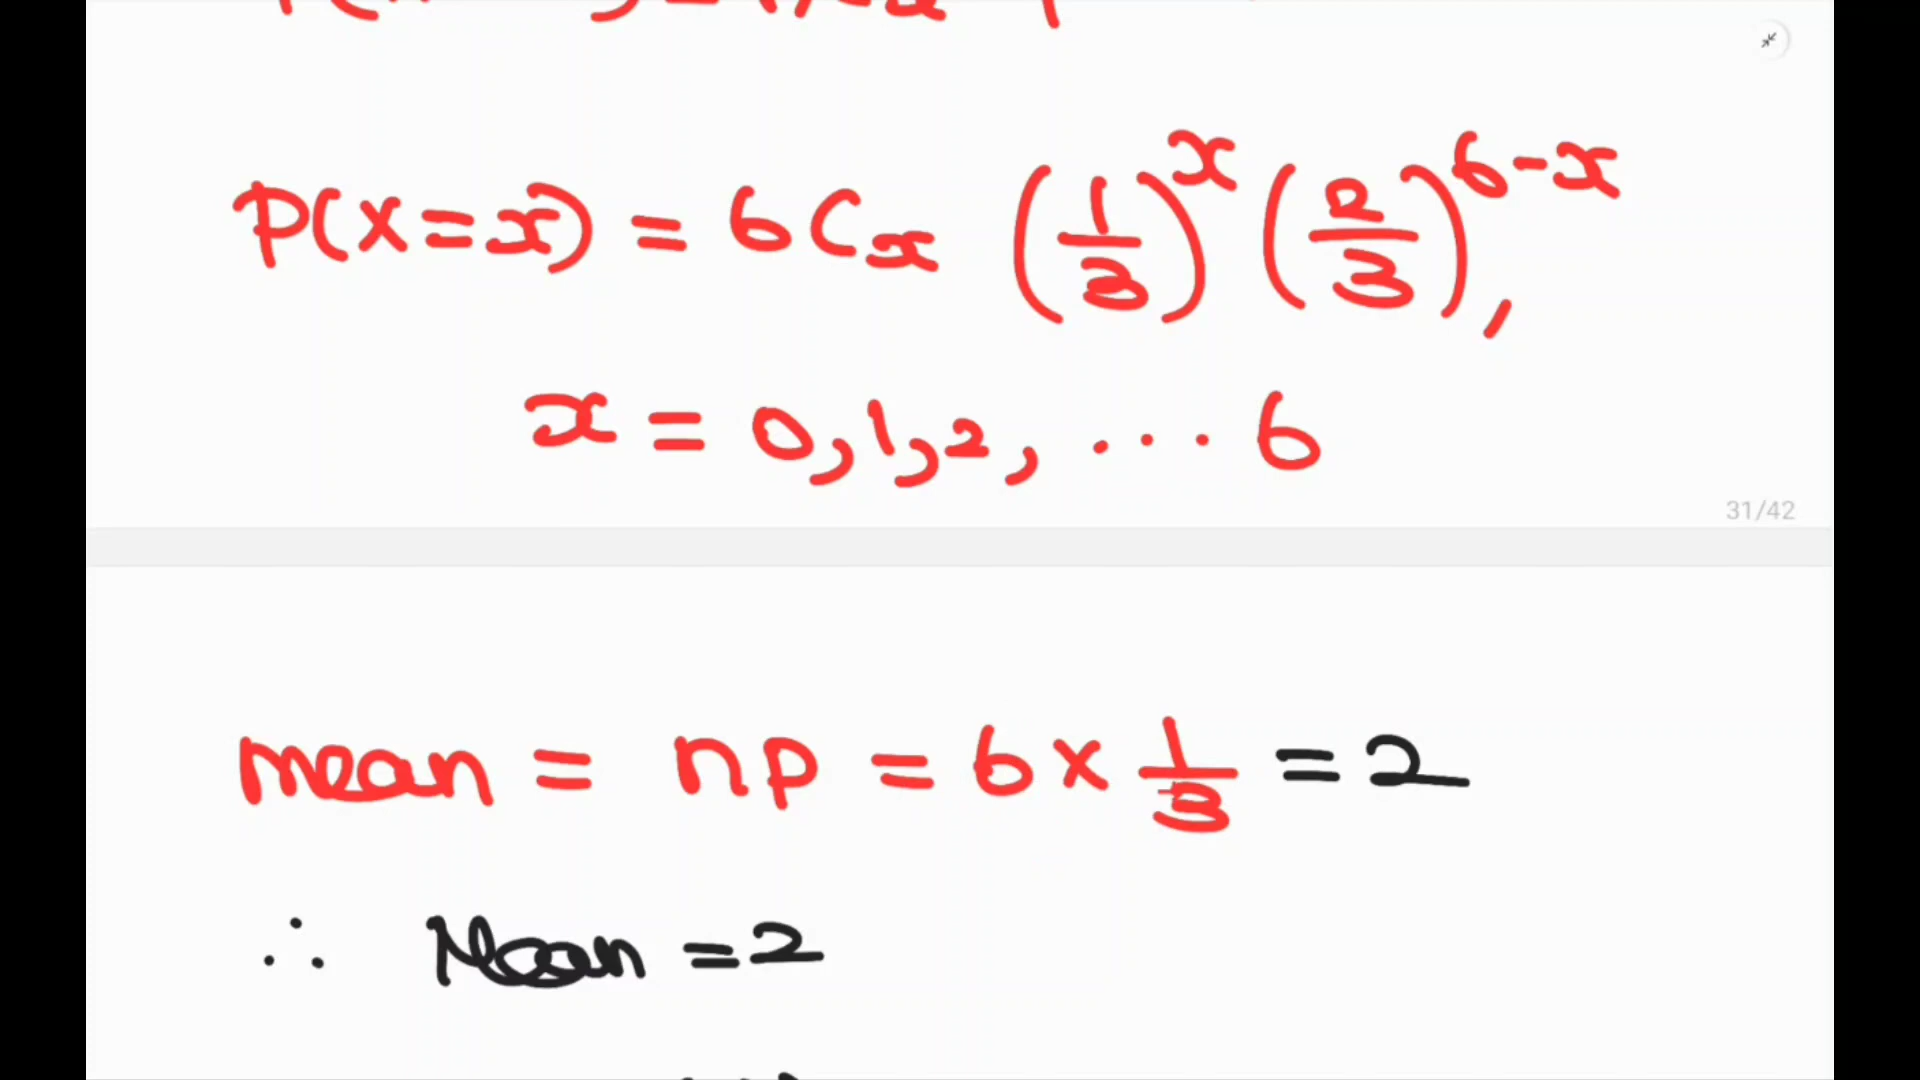 P(X=x) = 6Cx (1/3)^x (2/3)^6-x,
x = 0,1,2, ... 6
31/42
mean = np = 6 x 1/3 = 2
∴ Mean = 2